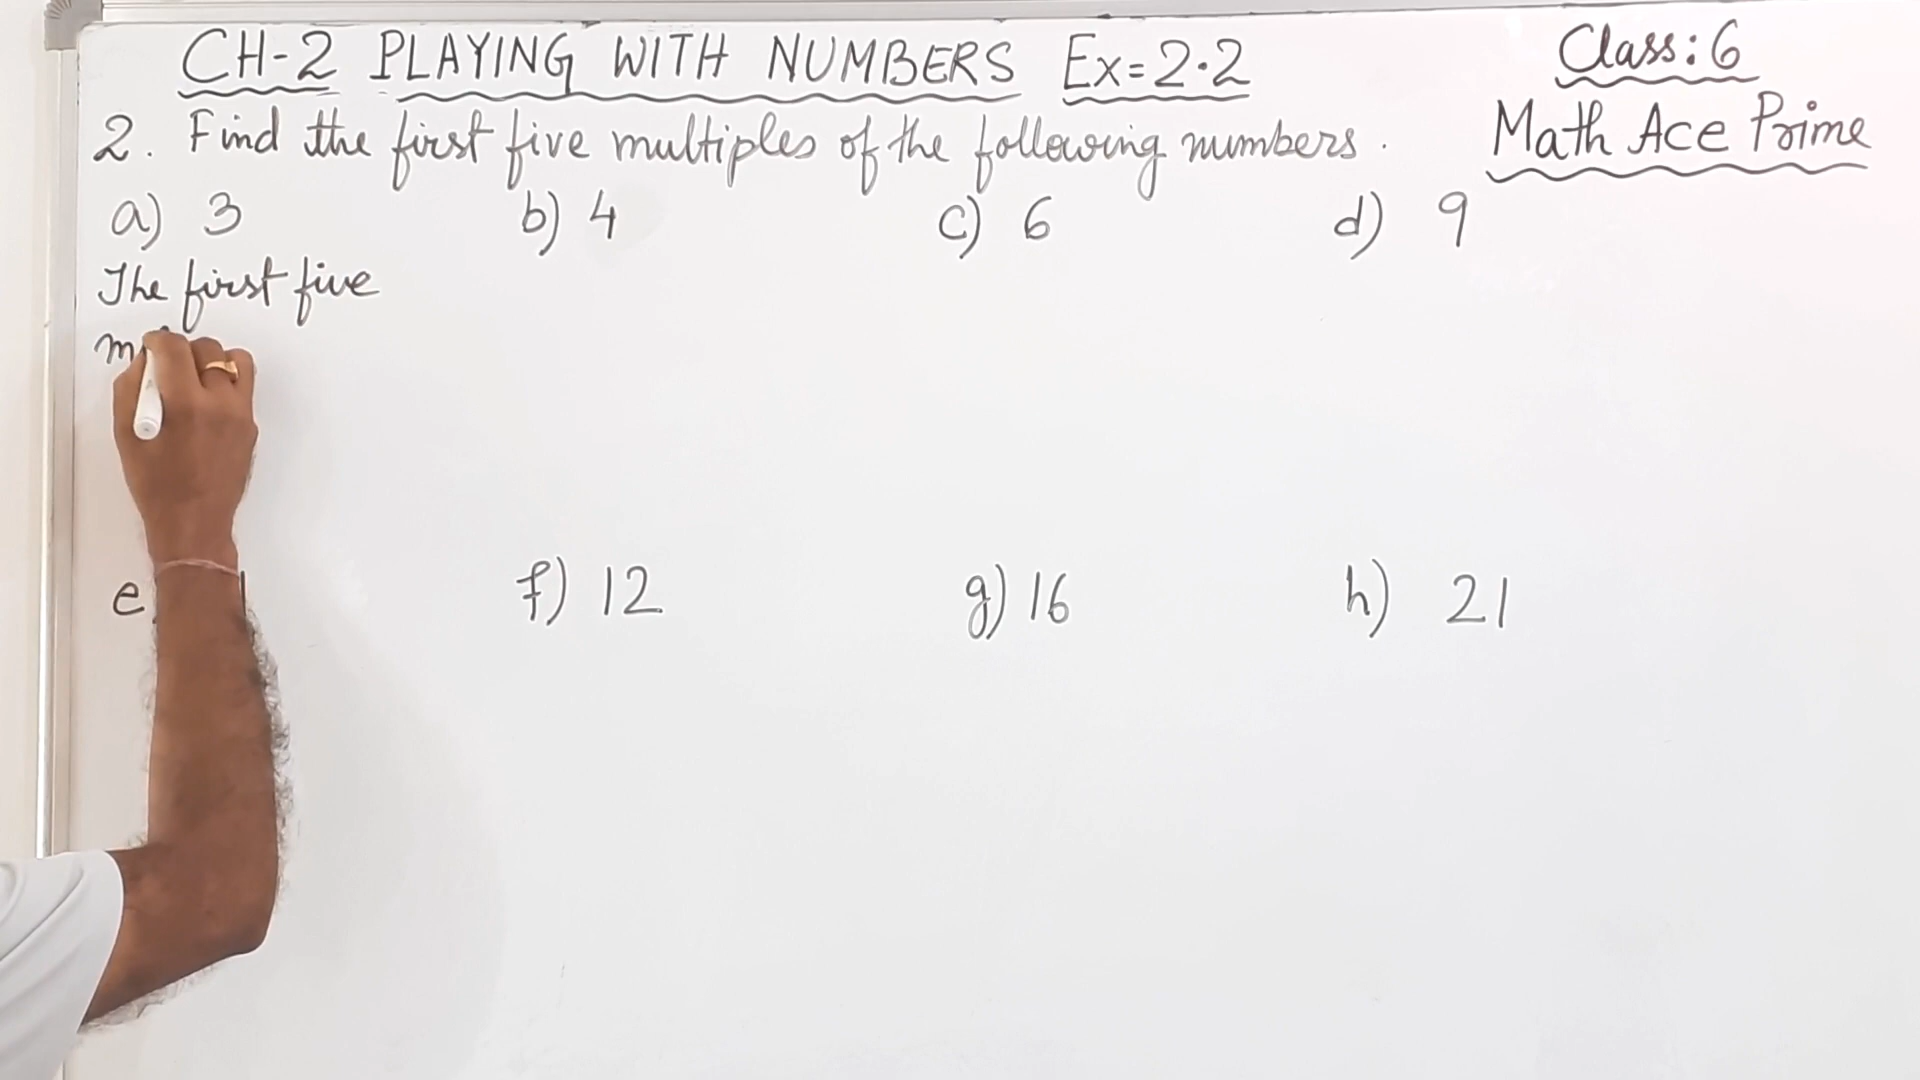 CH-2 PLAYING WITH NUMBERS Ex=2.2
Class: 6
Math Ace Prime
2. Find the first five multiples of the following numbers.
a) 3 b) 4 c) 6 d) 9
The first five
e f) 12 g) 16 h) 21